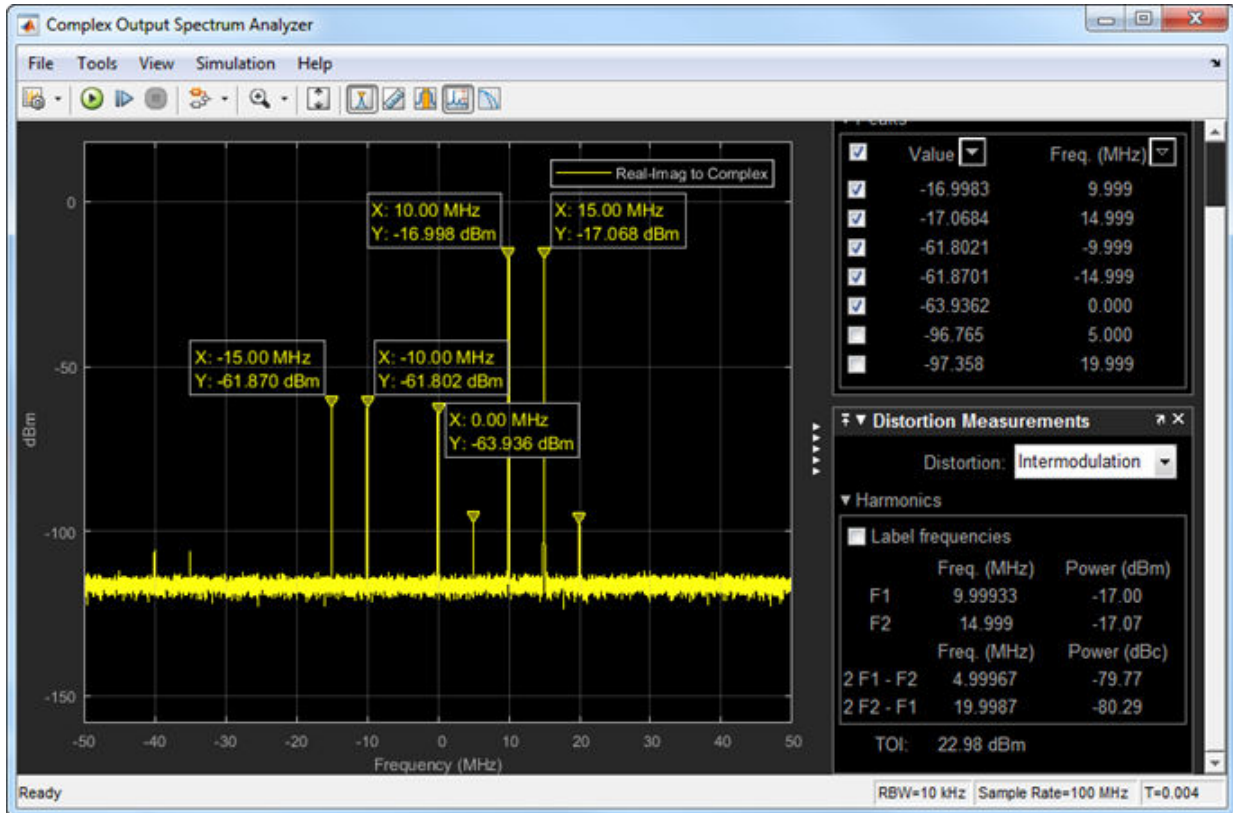 Complex Output Spectrum Analyzer
File Tools View Simulation Help
Real-Imag to Complex
X: 10.00 MHz
Y: -16.998 dBm
X: 15.00 MHz
Y: -17.068 dBm
X: -15.00 MHz
Y: -61.870 dBm
X: -10.00 MHz
Y: -61.802 dBm
X: 0.00 MHz
Y: -63.936 dBm
0
-50
-100
-150
dBm
-50 -40 -30 -20 -10 0 10 20 30 40 50
Frequency (MHz)
Peaks
Value Freq. (MHz)
-16.9983 9.999
-17.0684 14.999
-61.8021 -9.999
-61.8701 -14.999
-63.9362 0.000
-96.765 5.000
-97.358 19.999
Distortion Measurements
Distortion: Intermodulation
Harmonics
Label frequencies
Freq. (MHz) Power (dBm)
F1 9.99933 -17.00
F2 14.999 -17.07
Freq. (MHz) Power (dBc)
2 F1 - F2 4.99967 -79.77
2 F2 - F1 19.9987 -80.29
TOI: 22.98 dBm
Ready RBW=10 kHz Sample Rate=100 MHz T=0.004